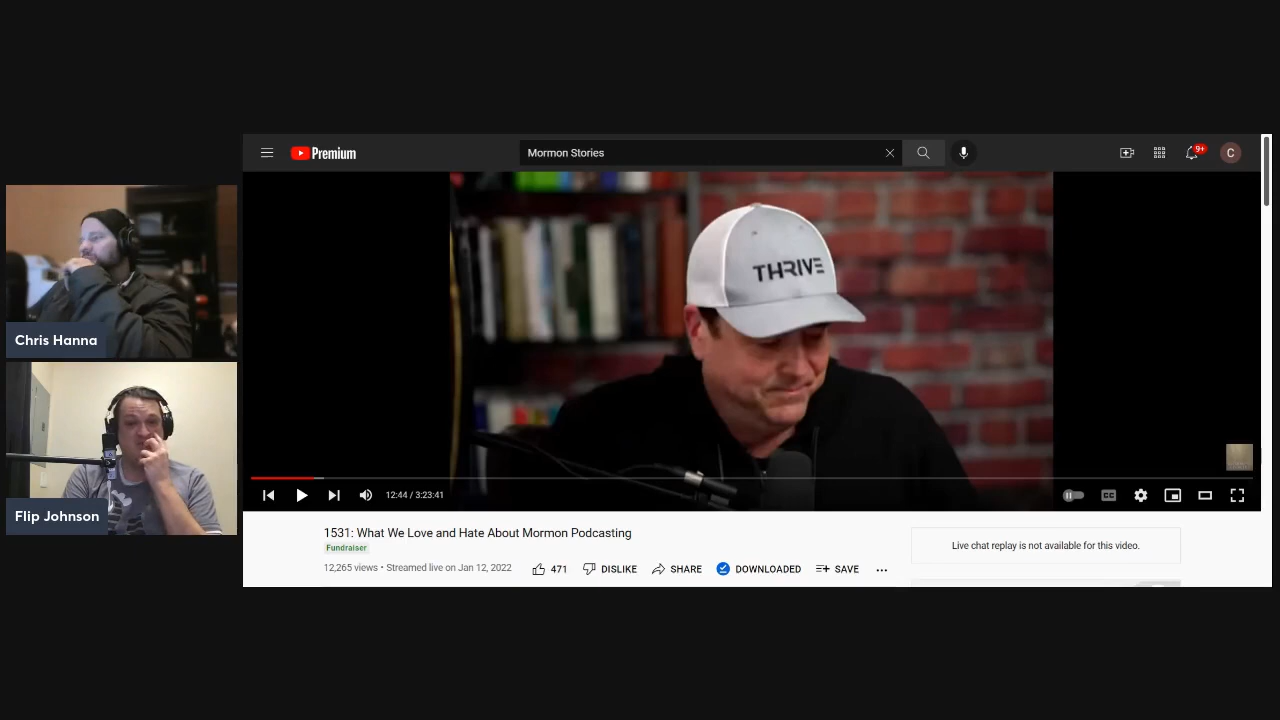 Premium
Mormon Stories
9+
C
THRIVE
Chris Hanna
Flip Johnson
12:44 / 3:23:41
CC
1531: What We Love and Hate About Mormon Podcasting
Fundraiser
12,265 views • Streamed live on Jan 12, 2022
471
DISLIKE
SHARE
DOWNLOADED
SAVE
Live chat replay is not available for this video.